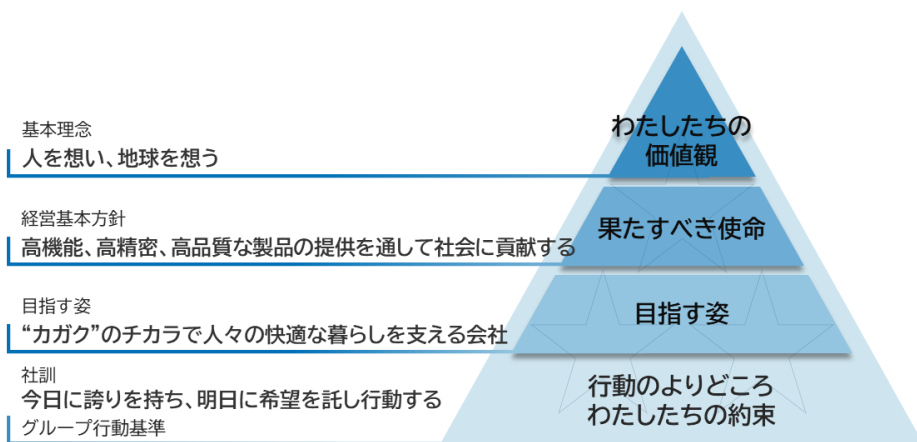 基本理念
人を想い、地球を想う
わたしたちの
価値観
経営基本方針
高機能、高精密、高品質な製品の提供を通して社会に貢献する
果たすべき使命
目指す姿
“カガク”のチカラで人々の快適な暮らしを支える会社
目指す姿
社訓
今日に誇りを持ち、明日に希望を託し行動する
グループ行動基準
行動のよりどころ
わたしたちの約束